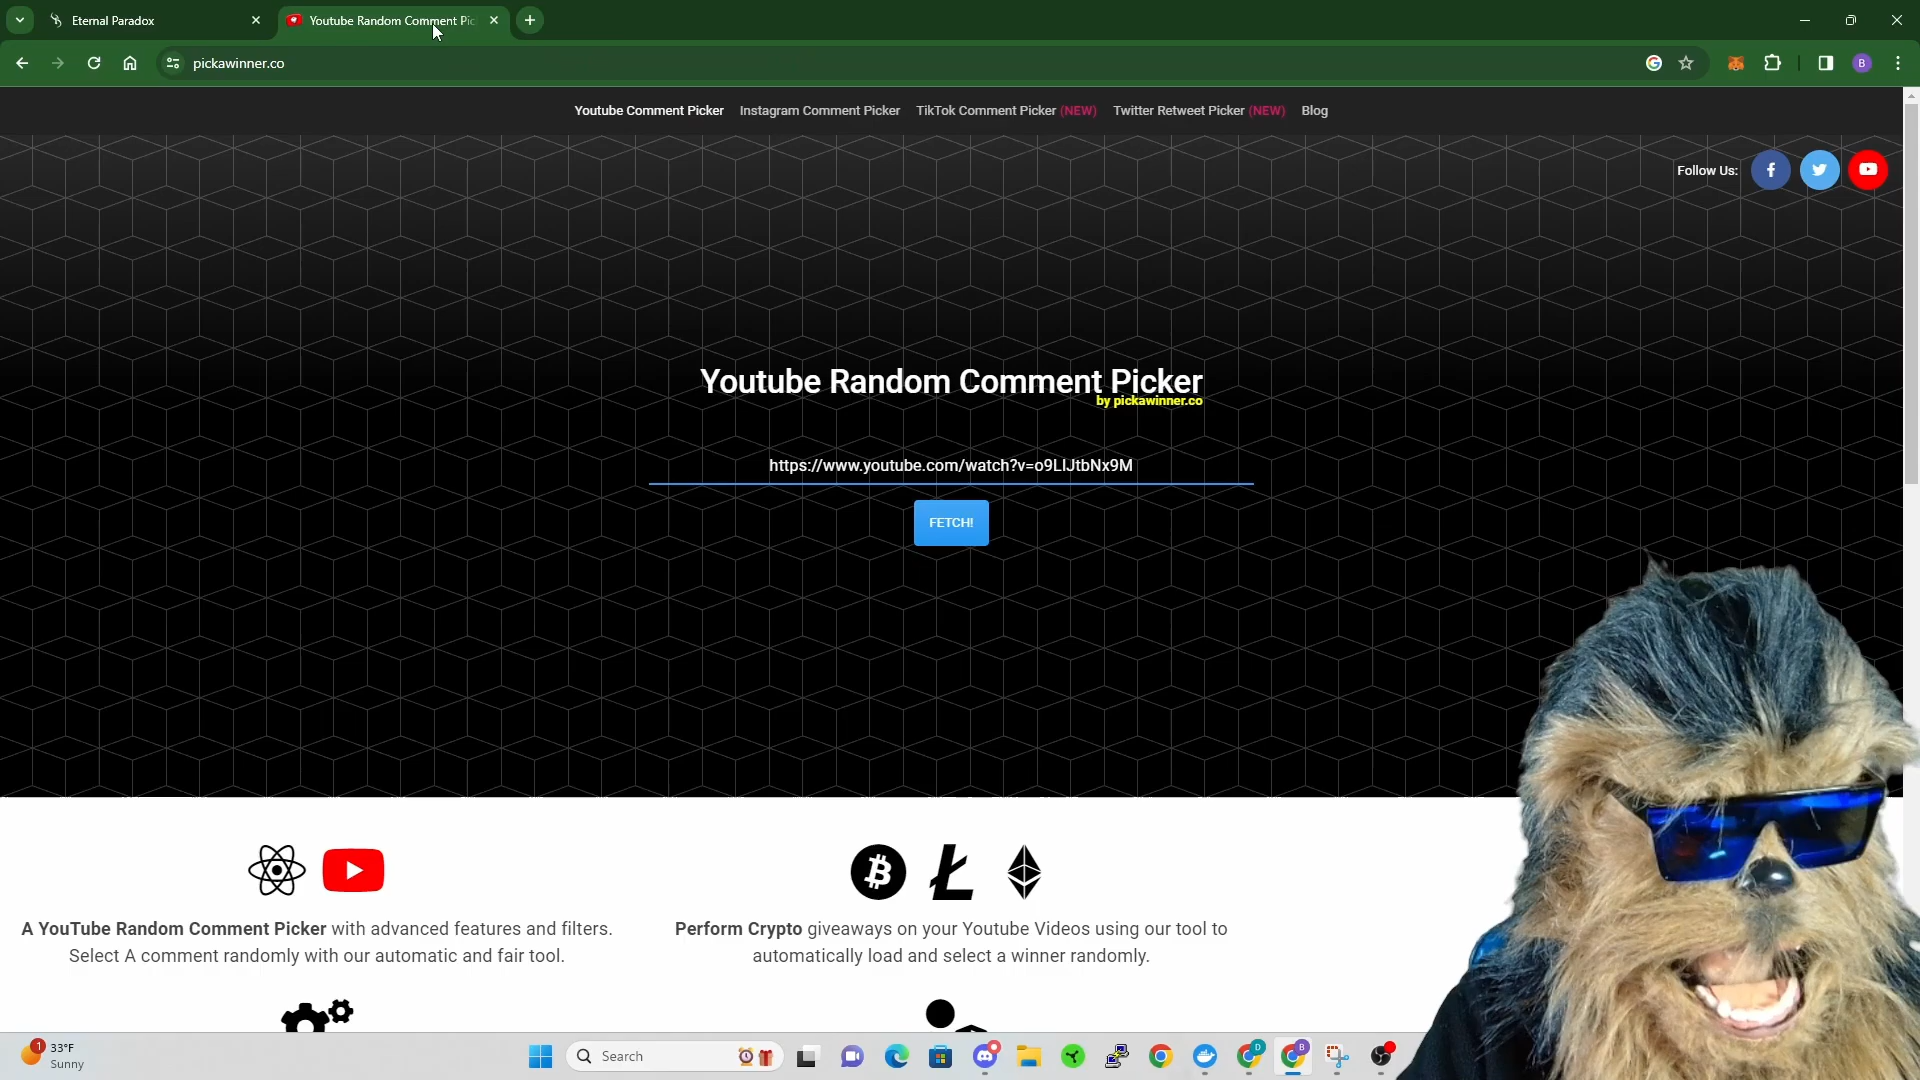 Eternal Paradox
Youtube Random Comment Pic
pickawinner.co
B
Youtube Comment Picker Instagram Comment Picker TikTok Comment Picker (NEW) Twitter Retweet Picker (NEW) Blog
Follow Us:
Youtube Random Comment Picker
by pickawinner.co
https://www.youtube.com/watch?v=o9LIJtbNx9M
FETCH!
A YouTube Random Comment Picker with advanced features and filters.
Select A comment randomly with our automatic and fair tool.
Perform Crypto giveaways on your Youtube Videos using our tool to
automatically load and select a winner randomly.
1
33°F
Sunny
Search
D
B